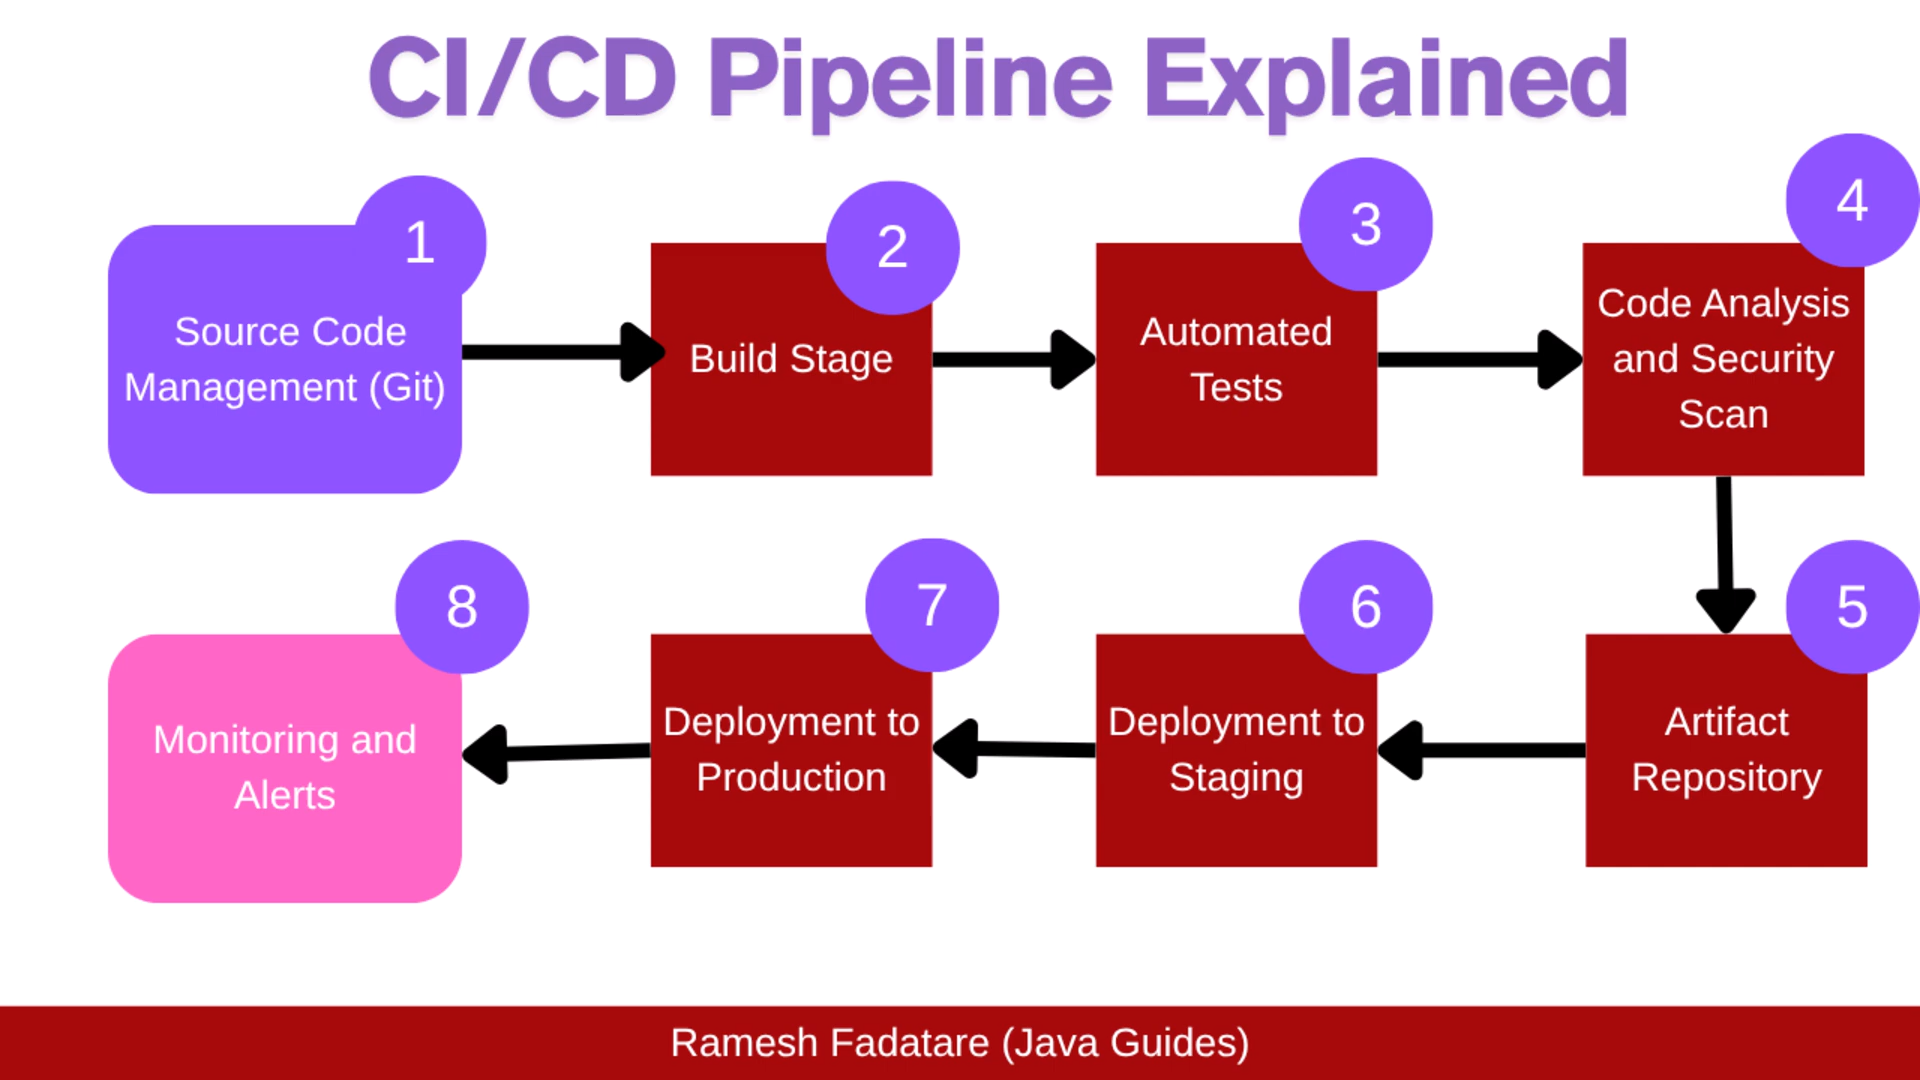 CI/CD Pipeline Explained
1
Source Code
Management (Git)
2
Build Stage
3
Automated
Tests
4
Code Analysis
and Security
Scan
5
Artifact
Repository
6
Deployment to
Staging
7
Deployment to
Production
8
Monitoring and
Alerts
Ramesh Fadatare (Java Guides)